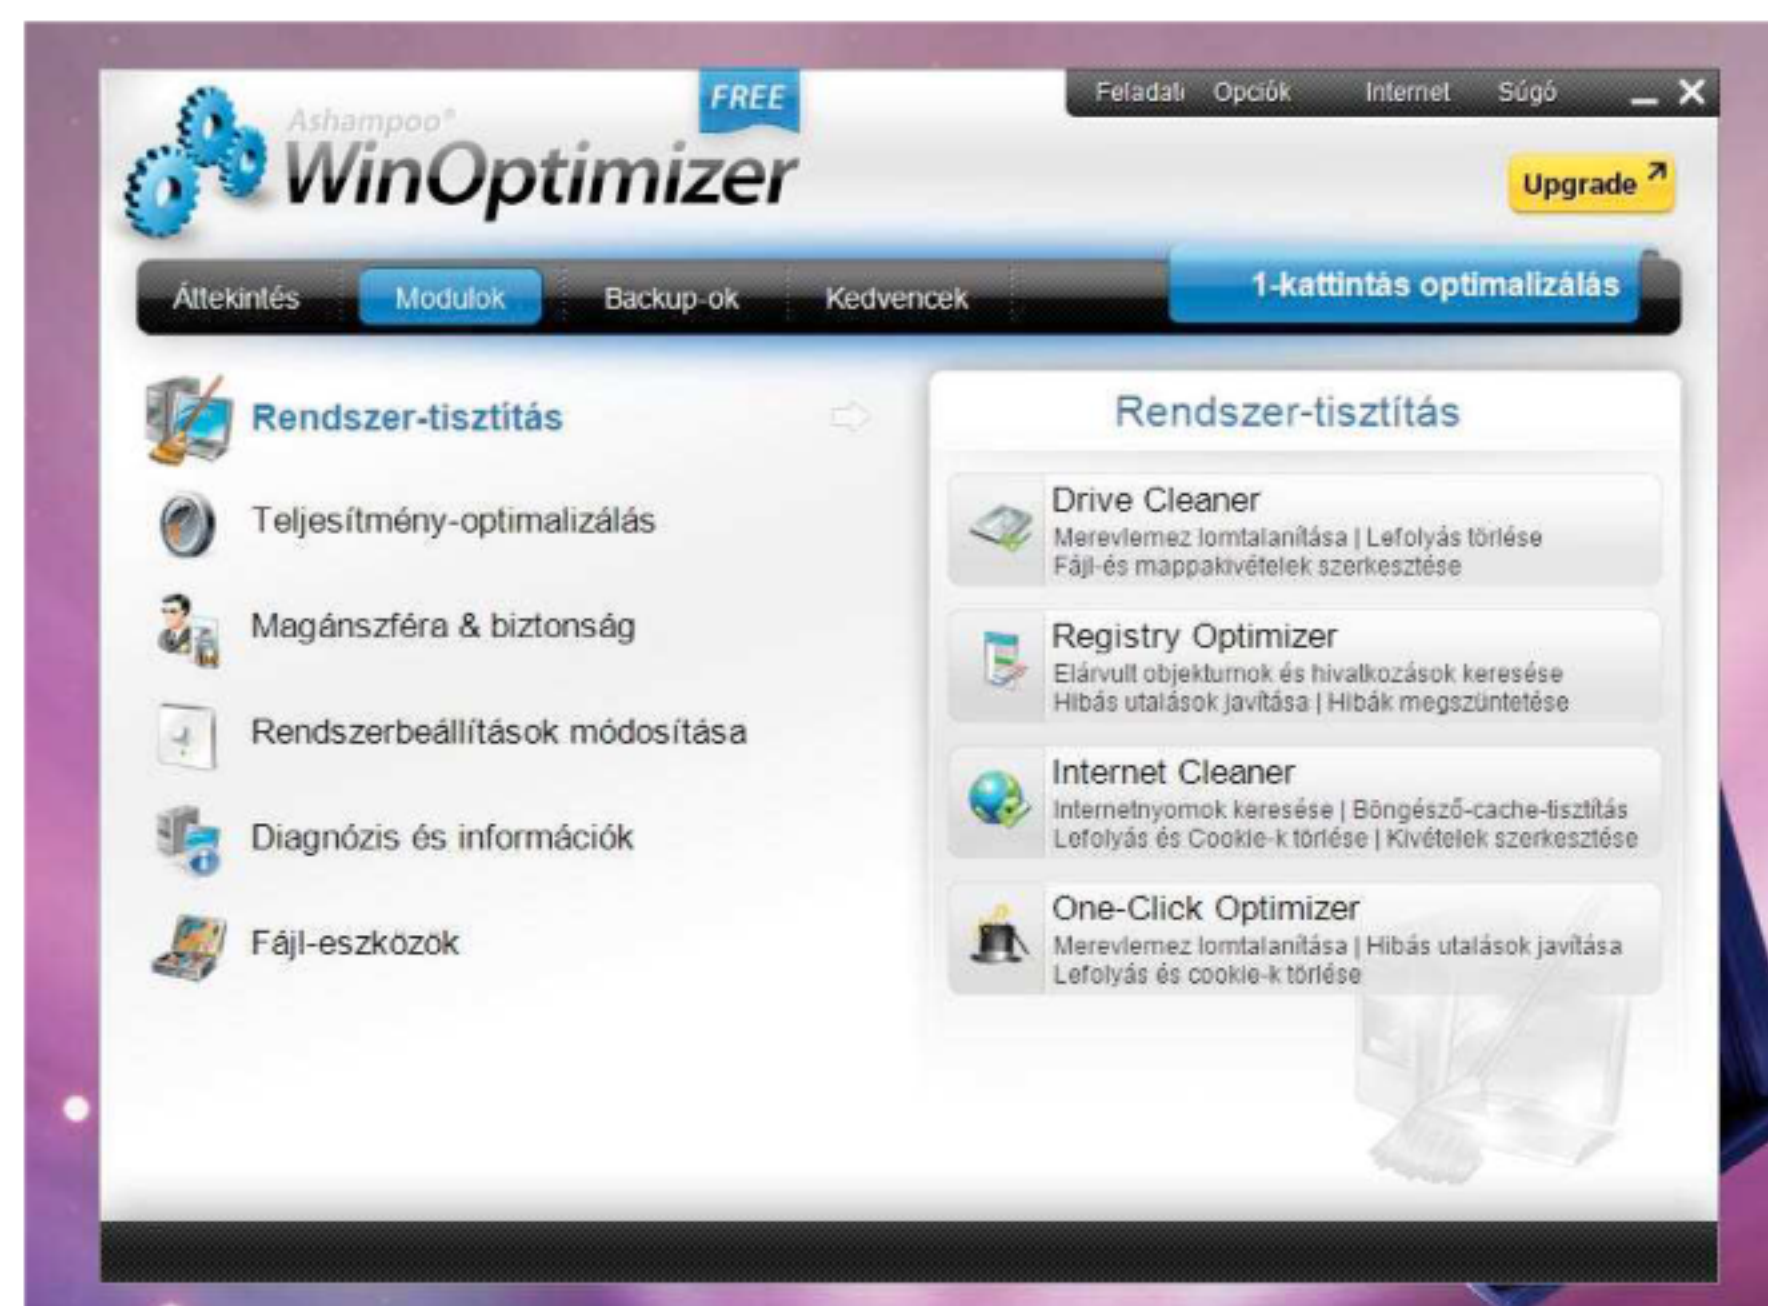 FREE
Feladatı Opciók Internet Súgó
Ashampoo®
WinOptimizer
Upgrade
Áttekintés Modulok Backup-ok Kedvencek 1-kattintás optimalizálás
Rendszer-tisztítás
Teljesítmény-optimalizálás
Magánszféra & biztonság
Rendszerbeállítások módosítása
Diagnózis és információk
Fájl-eszközök
Rendszer-tisztítás
Drive Cleaner
Merevlemez lomtalanítása | Lefolyás törlése
Fájl-és mappakivételek szerkesztése
Registry Optimizer
Elárvult objektumok és hivatkozások keresése
Hibás utalások javítása | Hibák megszüntetése
Internet Cleaner
Internetnyomok keresése | Böngésző-cache-tisztítás
Lefolyás és Cookie-k törlése | Kivételek szerkesztése
One-Click Optimizer
Merevlemez lomtalanítása | Hibás utalások javítása
Lefolyás és cookie-k törlése